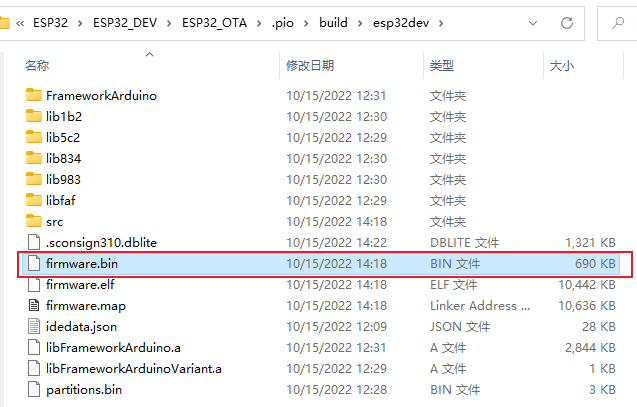 « ESP32 > ESP32_DEV > ESP32_OTA > .pio > build > esp32dev >
名称 修改日期 类型 大小
FrameworkArduino 10/15/2022 12:31 文件夹
lib1b2 10/15/2022 12:30 文件夹
lib5c2 10/15/2022 12:29 文件夹
lib834 10/15/2022 12:30 文件夹
lib983 10/15/2022 12:30 文件夹
libfaf 10/15/2022 12:29 文件夹
src 10/15/2022 14:18 文件夹
.sconsign310.dblite 10/15/2022 14:22 DBLITE 文件 1,321 KB
firmware.bin 10/15/2022 14:18 BIN 文件 690 KB
firmware.elf 10/15/2022 14:18 ELF 文件 10,442 KB
firmware.map 10/15/2022 14:18 Linker Address ... 10,636 KB
idedata.json 10/15/2022 12:09 JSON 文件 28 KB
libFrameworkArduino.a 10/15/2022 12:31 A 文件 2,844 KB
libFrameworkArduinoVariant.a 10/15/2022 12:29 A 文件 1 KB
partitions.bin 10/15/2022 12:28 BIN 文件 3 KB